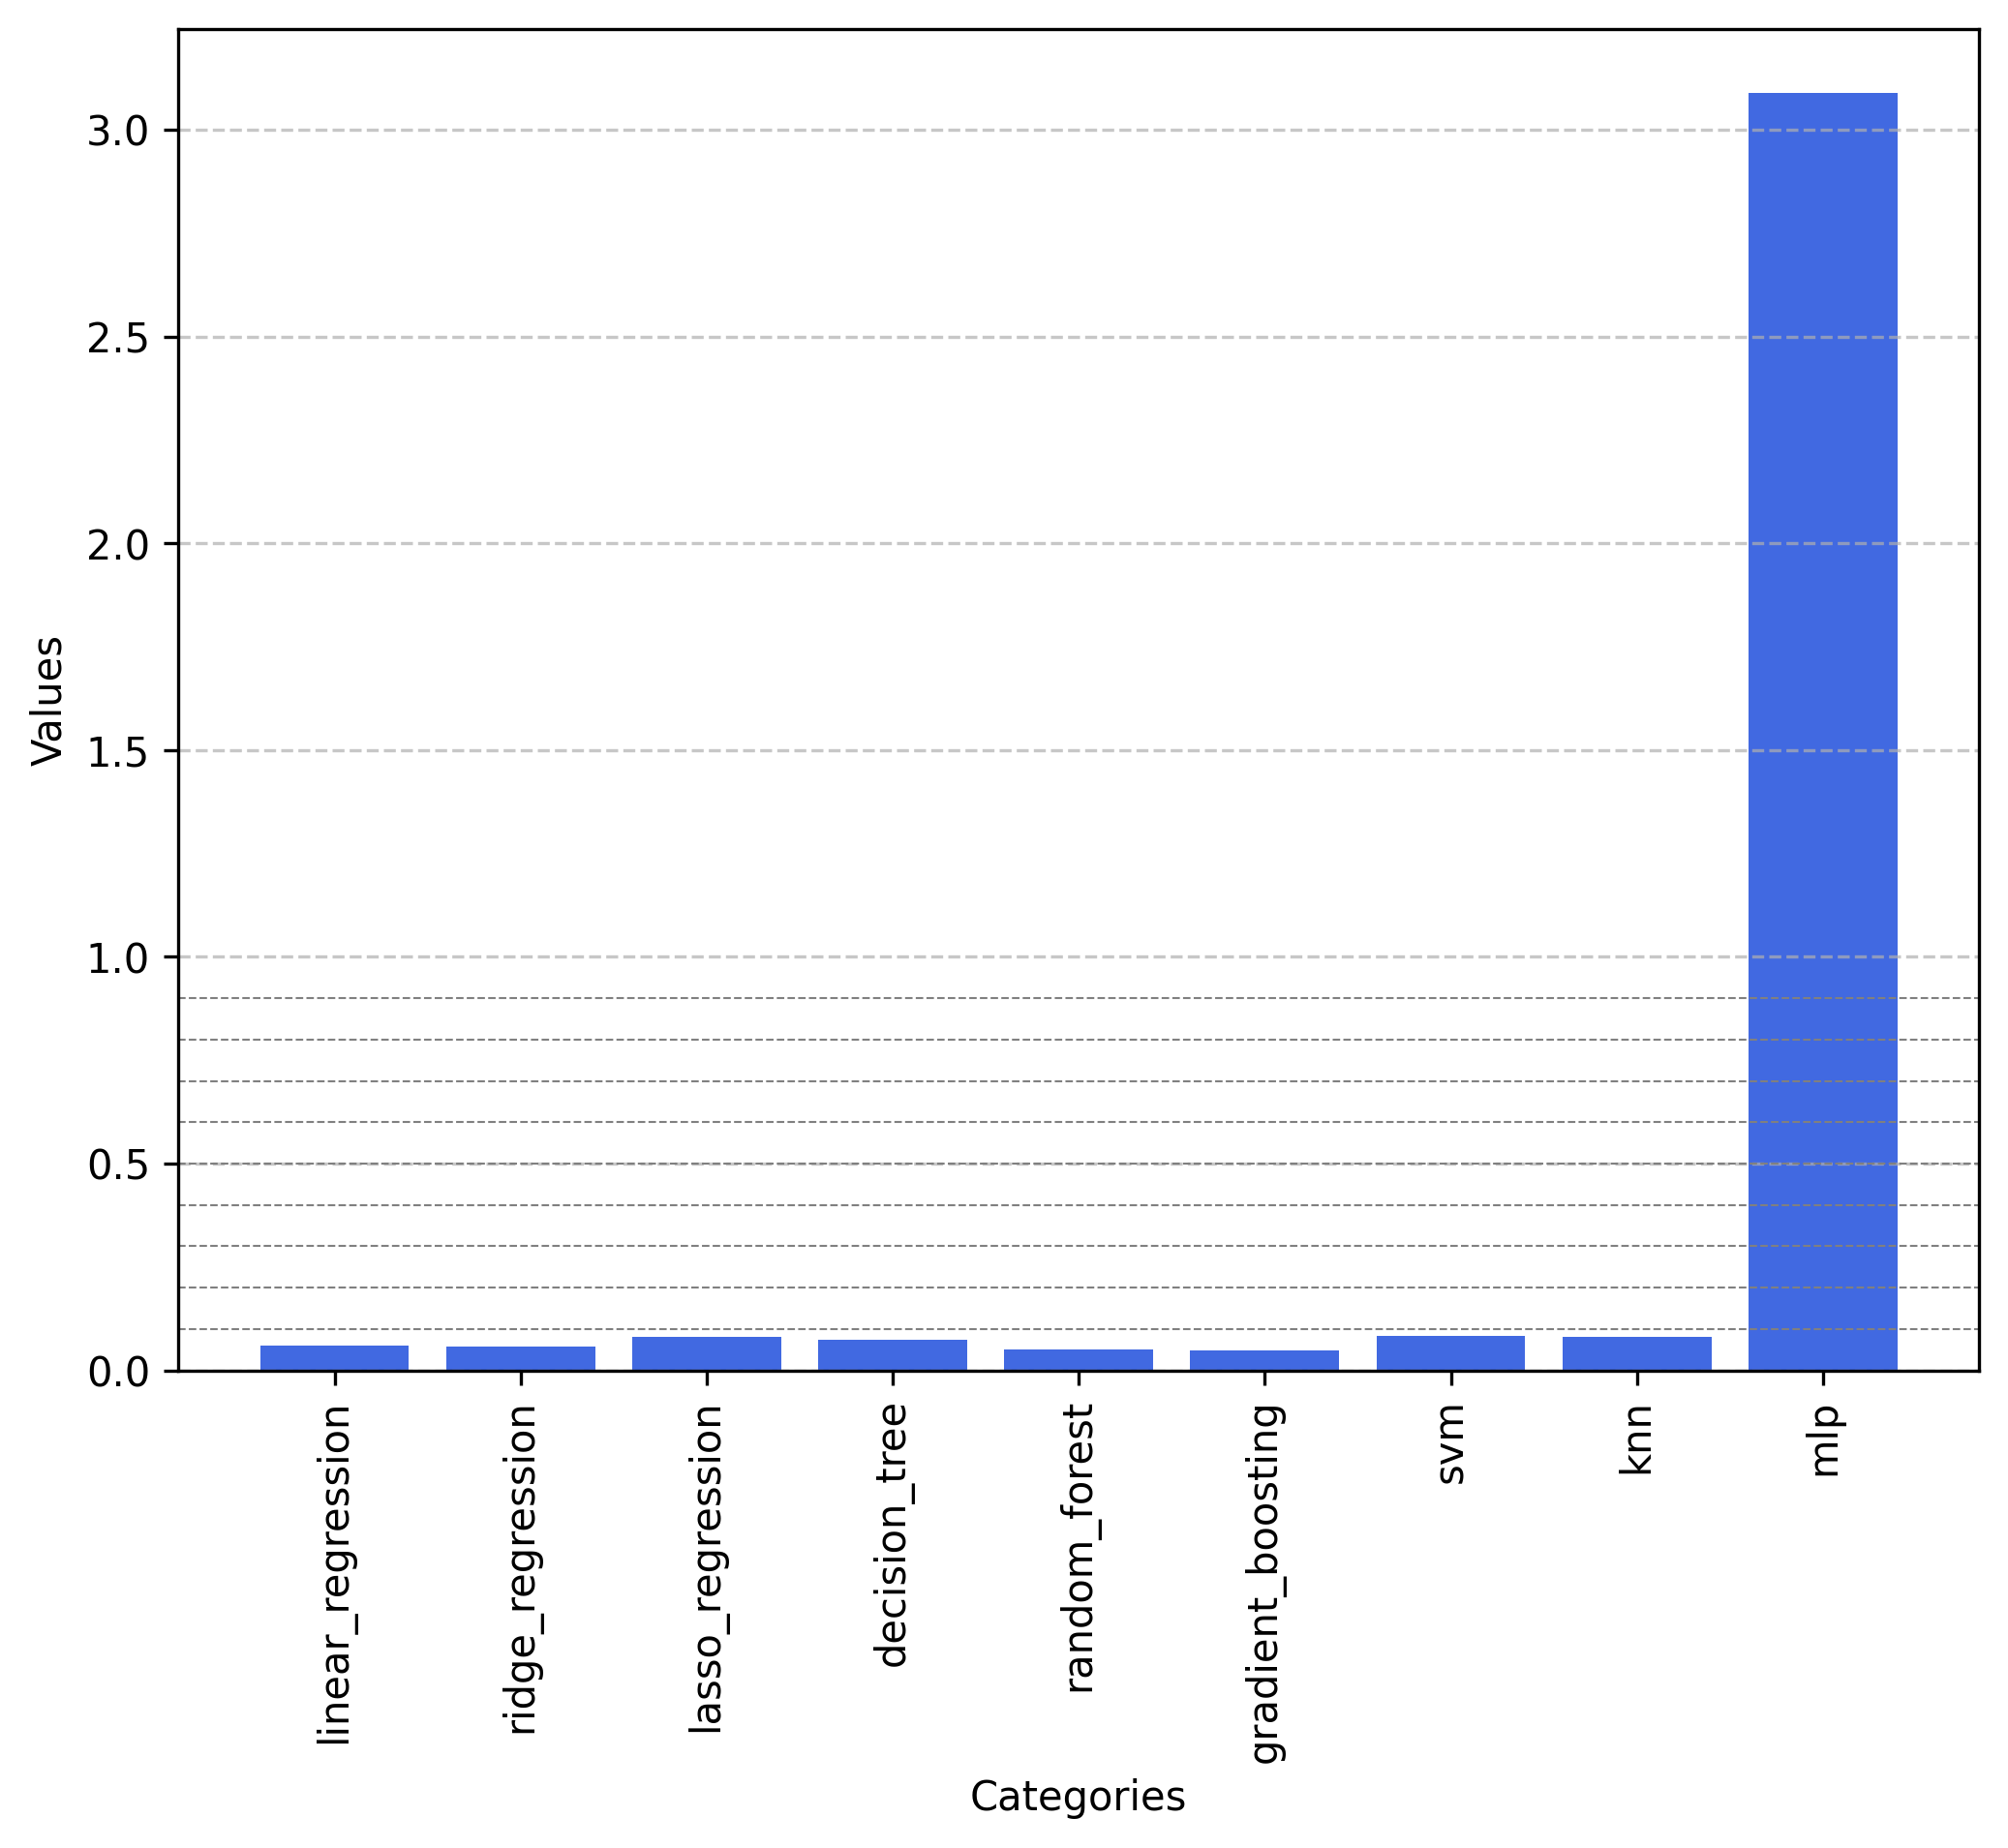 Values
3.0
2.5
2.0
1.5
1.0
0.5
0.0
linear_regression
ridge_regression
lasso_regression
decision_tree
random_forest
gradient_boosting
svm
knn
mlp
Categories